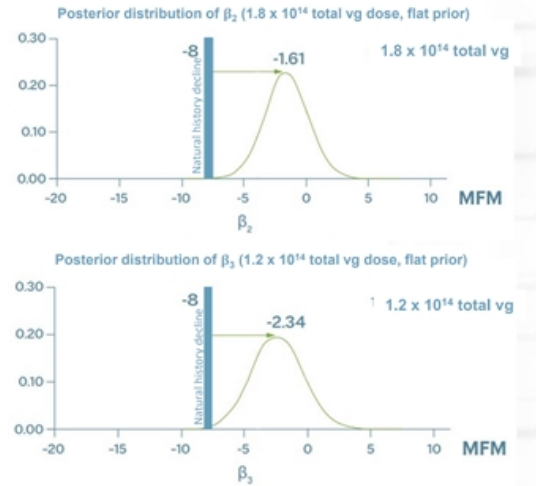 Posterior distribution of β₂ (1.8 x 10¹⁴ total vg dose, flat prior)
0.30
-8
-1.61
1.8 x 10¹⁴ total vg
0.20
Natural history decline
0.10
0.00
-20 -15 -10 -5 0 5 10 MFM
β₂
Posterior distribution of β₃ (1.2 x 10¹⁴ total vg dose, flat prior)
0.30
-8
-2.34
1.2 x 10¹⁴ total vg
0.20
Natural history decline
0.10
0.00
-20 -15 -10 -5 0 5 10 MFM
β₃